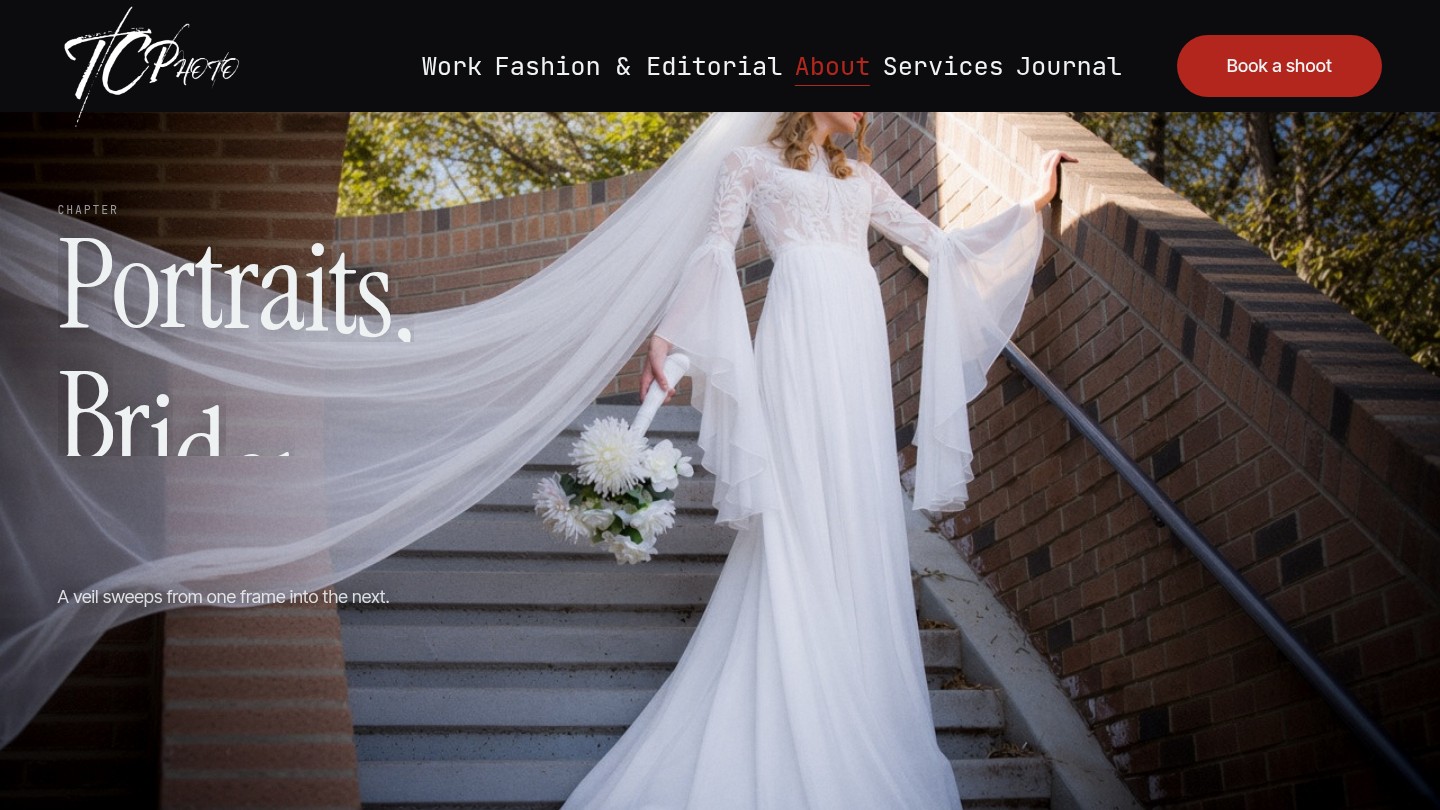 TCPHOTO
Work Fashion & Editorial About Services Journal
Book a shoot
CHAPTER
Portraits.
A veil sweeps from one frame into the next.